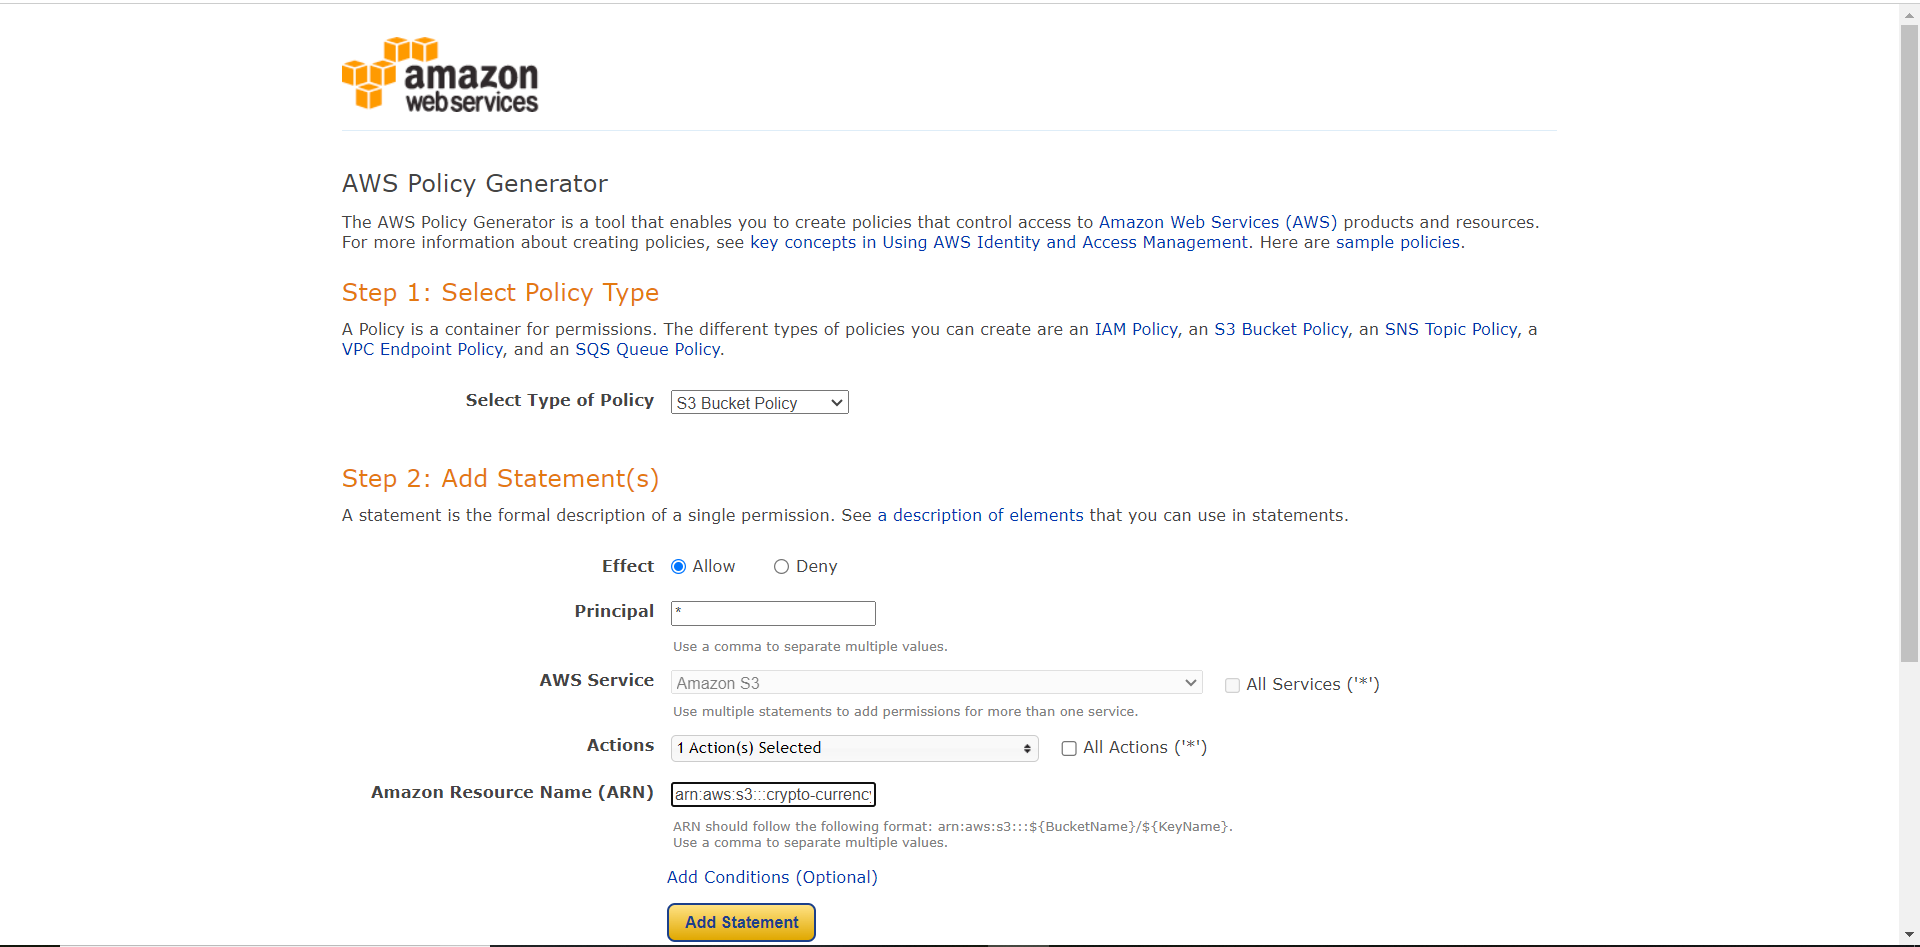 amazon
web services
AWS Policy Generator
The AWS Policy Generator is a tool that enables you to create policies that control access to Amazon Web Services (AWS) products and resources.
For more information about creating policies, see key concepts in Using AWS Identity and Access Management. Here are sample policies.
Step 1: Select Policy Type
A Policy is a container for permissions. The different types of policies you can create are an IAM Policy, an S3 Bucket Policy, an SNS Topic Policy, a
VPC Endpoint Policy, and an SQS Queue Policy.
Select Type of Policy S3 Bucket Policy
Step 2: Add Statement(s)
A statement is the formal description of a single permission. See a description of elements that you can use in statements.
Effect Allow Deny
Principal *
Use a comma to separate multiple values.
AWS Service Amazon S3 All Services ('*')
Use multiple statements to add permissions for more than one service.
Actions 1 Action(s) Selected All Actions ('*')
Amazon Resource Name (ARN) arn:aws:s3:::crypto-currency
ARN should follow the following format: arn:aws:s3:::${BucketName}/${KeyName}.
Use a comma to separate multiple values.
Add Conditions (Optional)
Add Statement